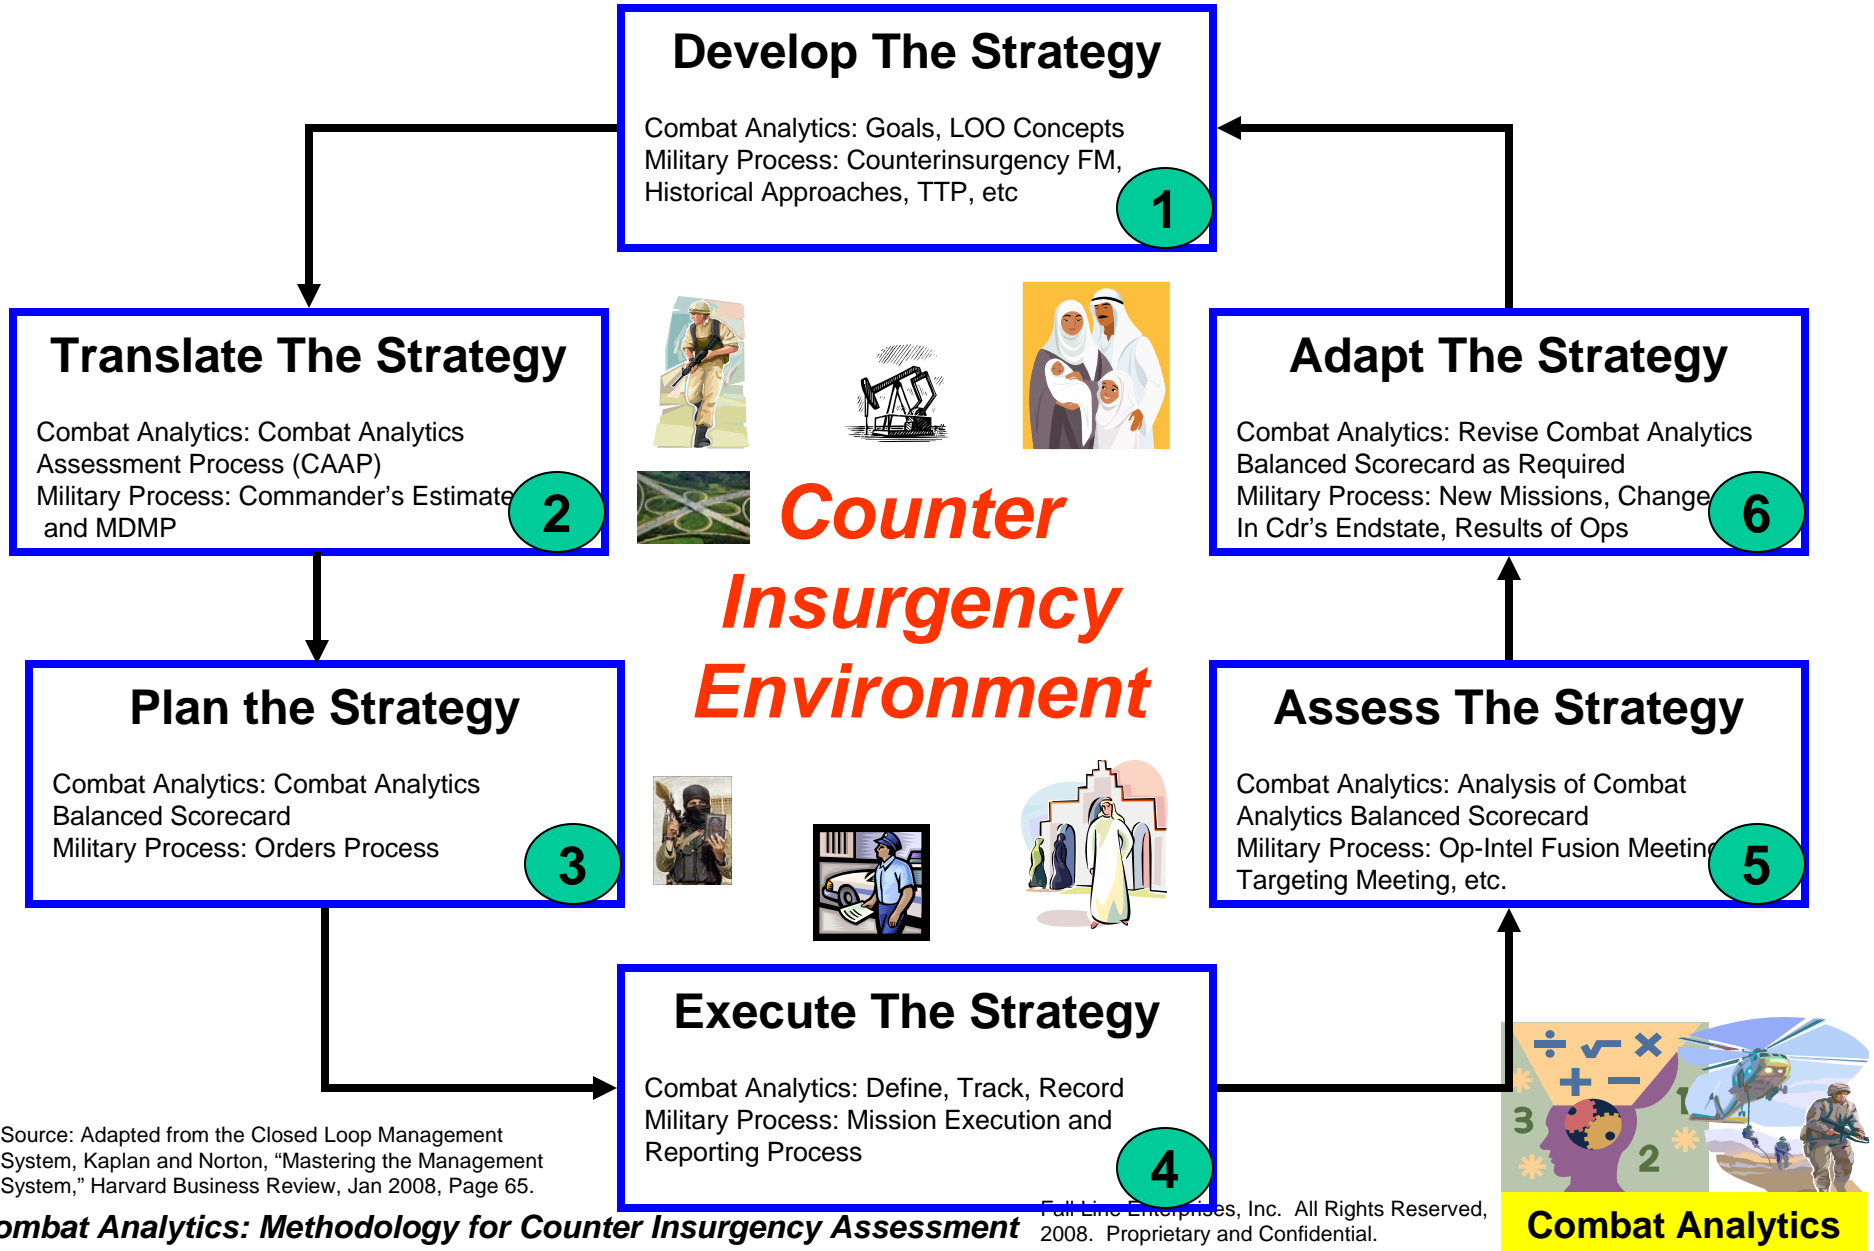 Develop The Strategy
Combat Analytics: Goals, LOO Concepts
Military Process: Counterinsurgency FM,
Historical Approaches, TTP, etc
1
Translate The Strategy
Combat Analytics: Combat Analytics
Assessment Process (CAAP)
Military Process: Commander’s Estimate
and MDMP
2
Plan the Strategy
Combat Analytics: Combat Analytics
Balanced Scorecard
Military Process: Orders Process
3
Execute The Strategy
Combat Analytics: Define, Track, Record
Military Process: Mission Execution and
Reporting Process
4
Assess The Strategy
Combat Analytics: Analysis of Combat
Analytics Balanced Scorecard
Military Process: Op-Intel Fusion Meeting
Targeting Meeting, etc.
5
Adapt The Strategy
Combat Analytics: Revise Combat Analytics
Balanced Scorecard as Required
Military Process: New Missions, Change
In Cdr’s Endstate, Results of Ops
6
Counter
Insurgency
Environment
Source: Adapted from the Closed Loop Management
System, Kaplan and Norton, “Mastering the Management
System,” Harvard Business Review, Jan 2008, Page 65.
ombat Analytics: Methodology for Counter Insurgency Assessment
Fall Line Enterprises, Inc. All Rights Reserved,
2008. Proprietary and Confidential.
÷ √ ×
+ −
3
1
2
Combat Analytics